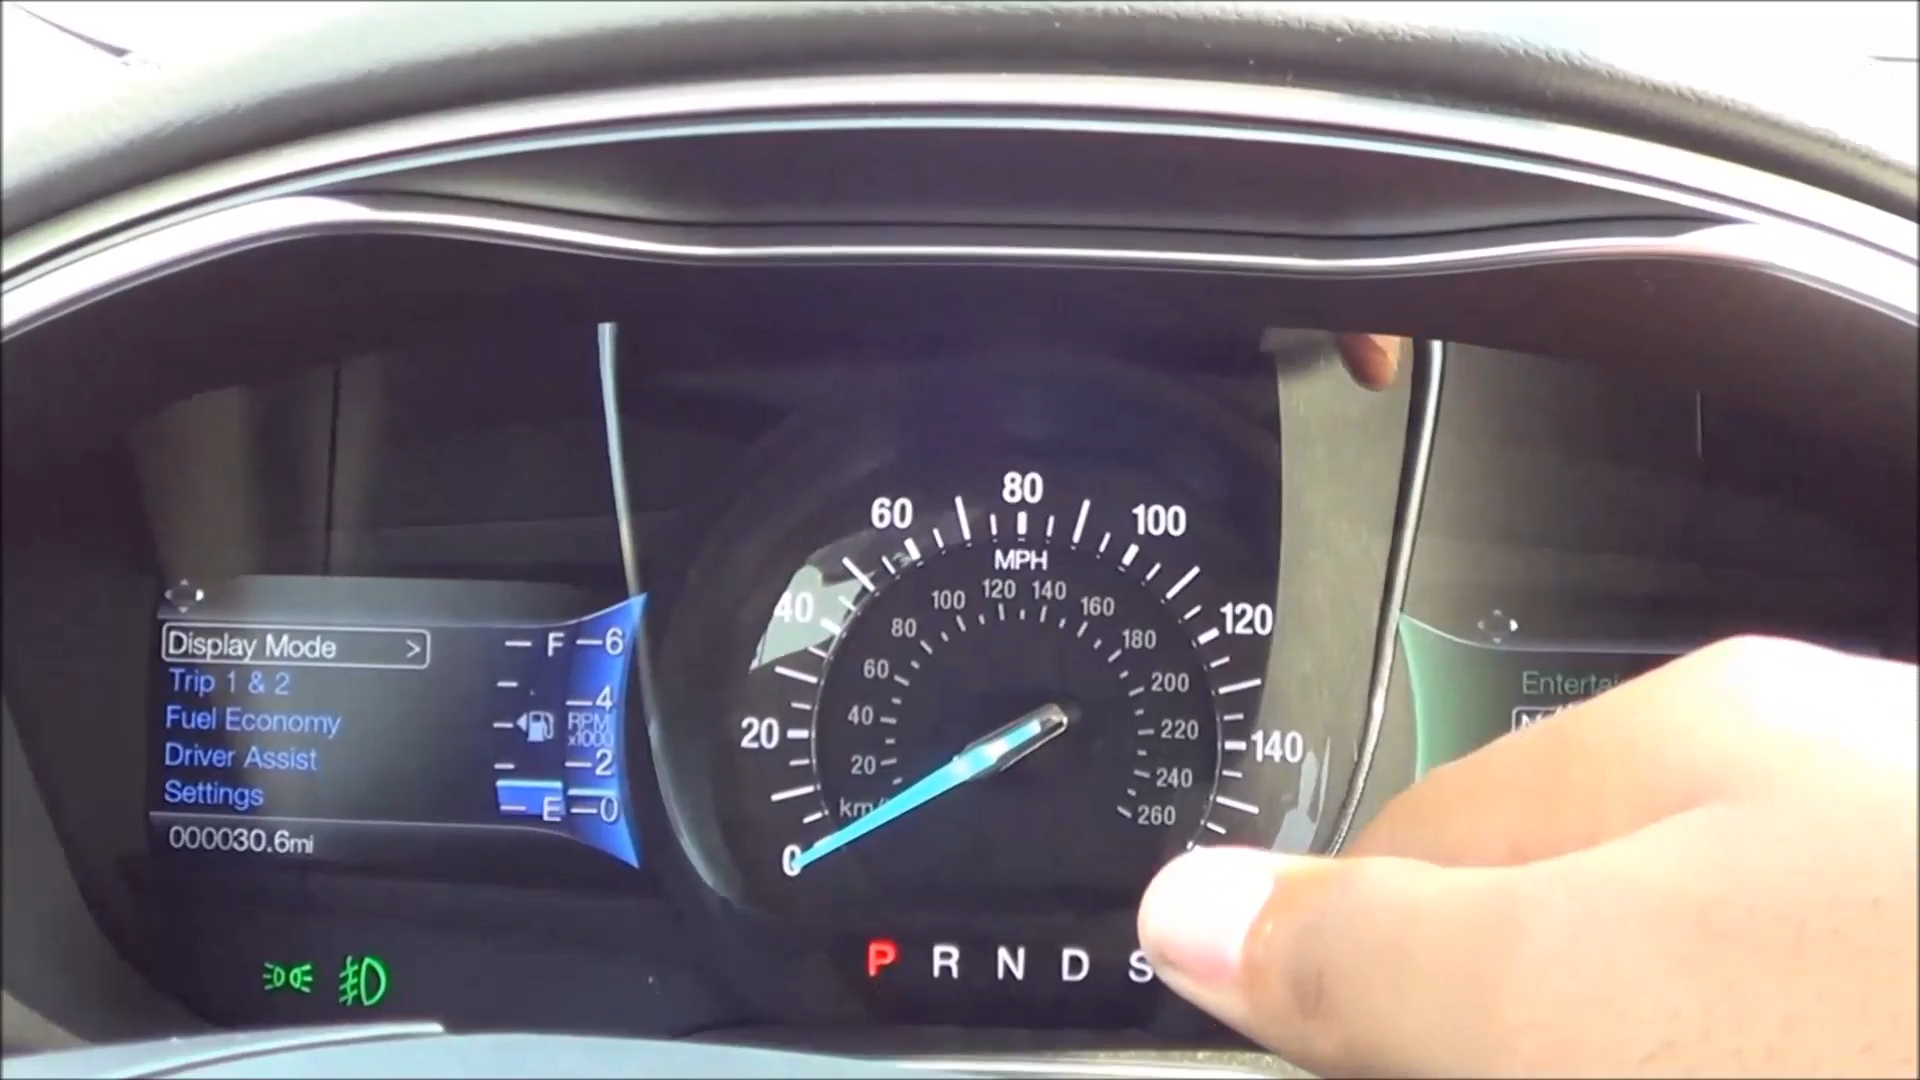 Display Mode >
Trip 1 & 2
Fuel Economy
Driver Assist
Settings
000030.6mi
F
E
6
4
RPM
x1000
2
0
0
20
40
60
80
100
120
140
MPH
km/
20
40
60
80
100
120
140
160
180
200
220
240
260
P R N D S